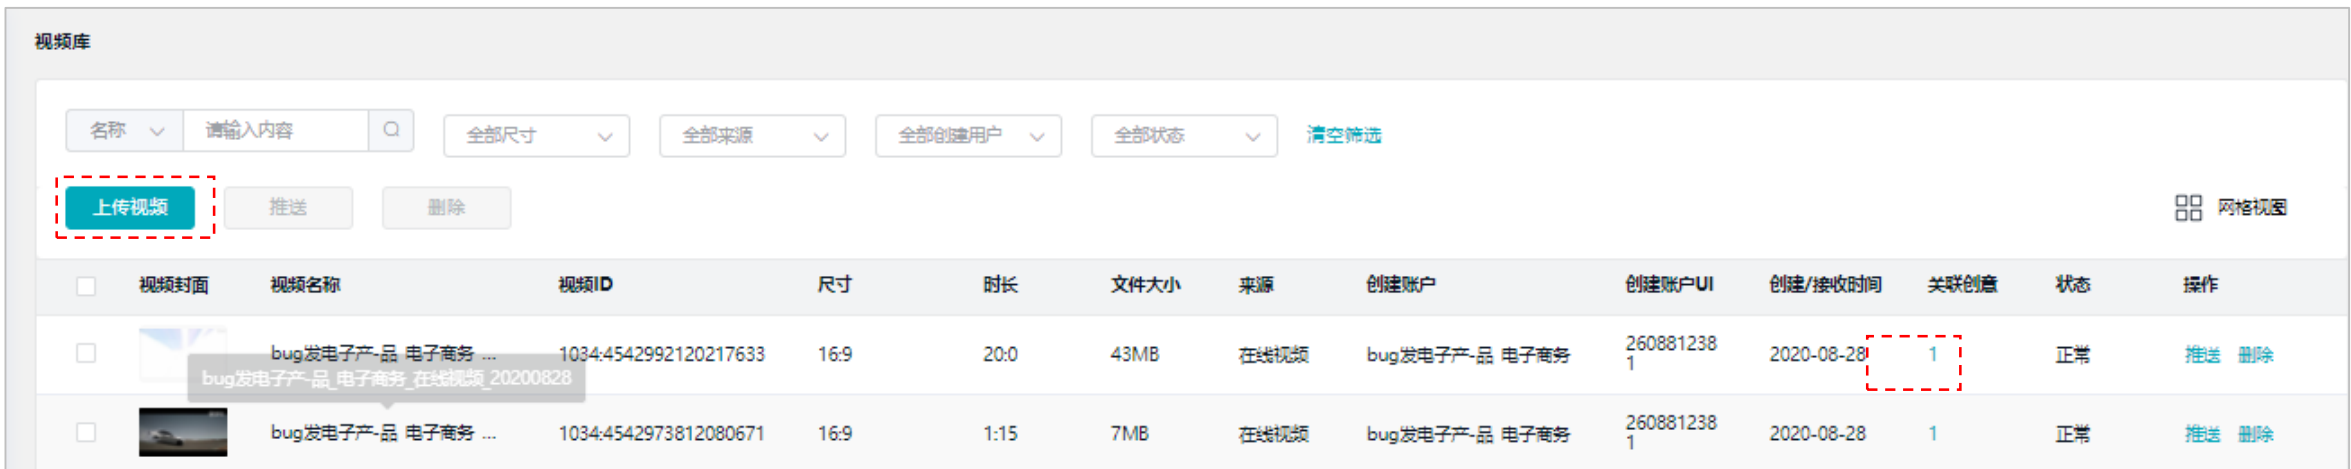 视频库
名称 请输入内容 全部尺寸 全部来源 全部创建用户 全部状态 清空筛选
上传视频 推送 删除 网格视图
视频封面 视频名称 视频ID 尺寸 时长 文件大小 来源 创建账户 创建账户UI 创建/接收时间 关联创意 状态 操作
bug发电子产-品 电子商务 ... 1034:4542992120217633 16:9 20:0 43MB 在线视频 bug发电子产-品 电子商务 260881238
1 2020-08-28 1 正常 推送 删除
bug发电子产-品_电子商务_在线视频_20200828
bug发电子产-品 电子商务 ... 1034:4542973812080671 16:9 1:15 7MB 在线视频 bug发电子产-品 电子商务 260881238
1 2020-08-28 1 正常 推送 删除